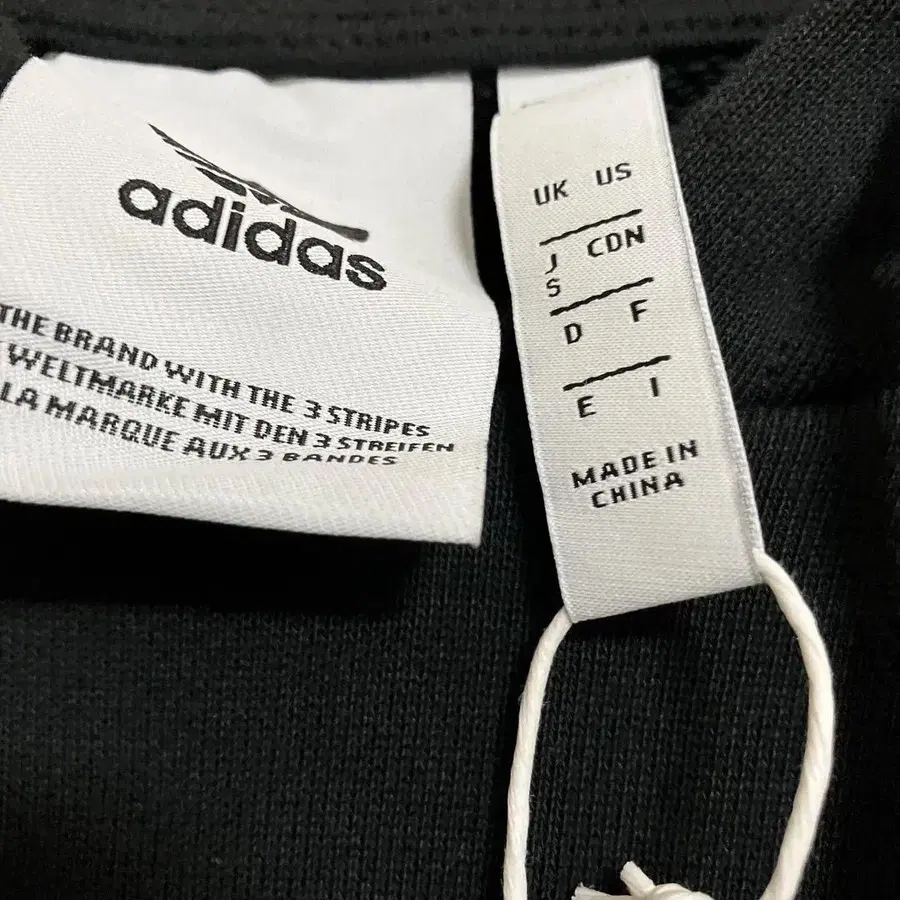 adidas
THE BRAND WITH THE 3 STRIPES
WELTMARKE MIT DEN 3 STREIFEN
LA MARQUE AUX 3 BANDES
UK US
J CDN
S
D F
E I
MADE IN
CHINA